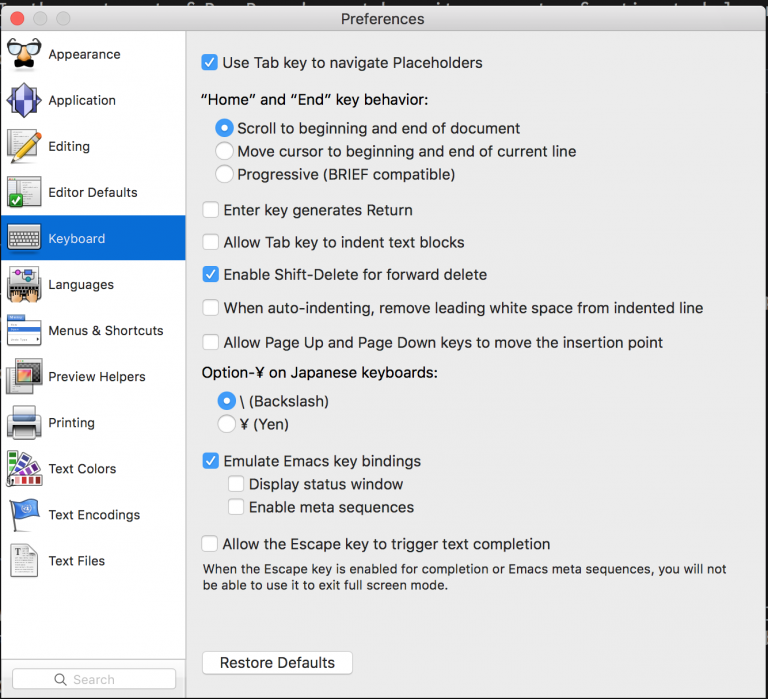 Preferences
Appearance
Application
Editing
Editor Defaults
Keyboard
Languages
Menus & Shortcuts
Preview Helpers
Printing
Text Colors
Text Encodings
Text Files
Search
Use Tab key to navigate Placeholders
“Home” and “End” key behavior:
Scroll to beginning and end of document
Move cursor to beginning and end of current line
Progressive (BRIEF compatible)
Enter key generates Return
Allow Tab key to indent text blocks
Enable Shift-Delete for forward delete
When auto-indenting, remove leading white space from indented line
Allow Page Up and Page Down keys to move the insertion point
Option-¥ on Japanese keyboards:
\ (Backslash)
¥ (Yen)
Emulate Emacs key bindings
Display status window
Enable meta sequences
Allow the Escape key to trigger text completion
When the Escape key is enabled for completion or Emacs meta sequences, you will not
be able to use it to exit full screen mode.
Restore Defaults